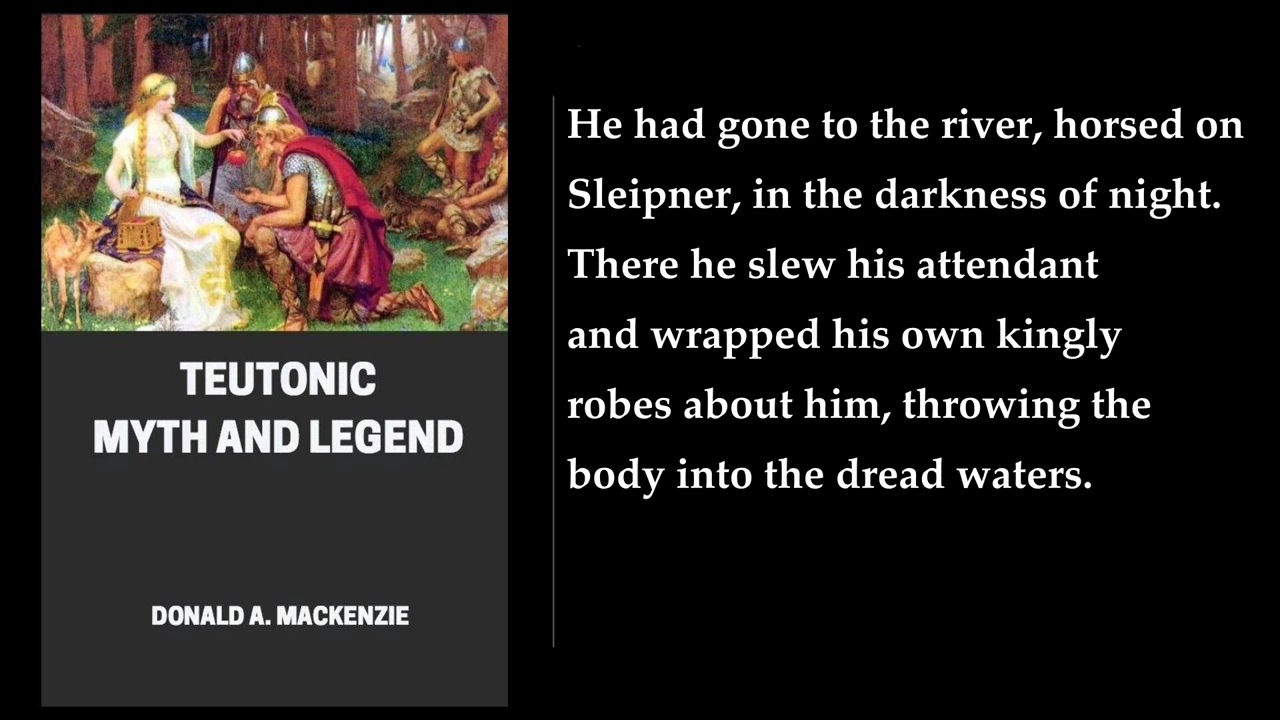 TEUTONIC
MYTH AND LEGEND
DONALD A. MACKENZIE
He had gone to the river, horsed on
Sleipner, in the darkness of night.
There he slew his attendant
and wrapped his own kingly
robes about him, throwing the
body into the dread waters.